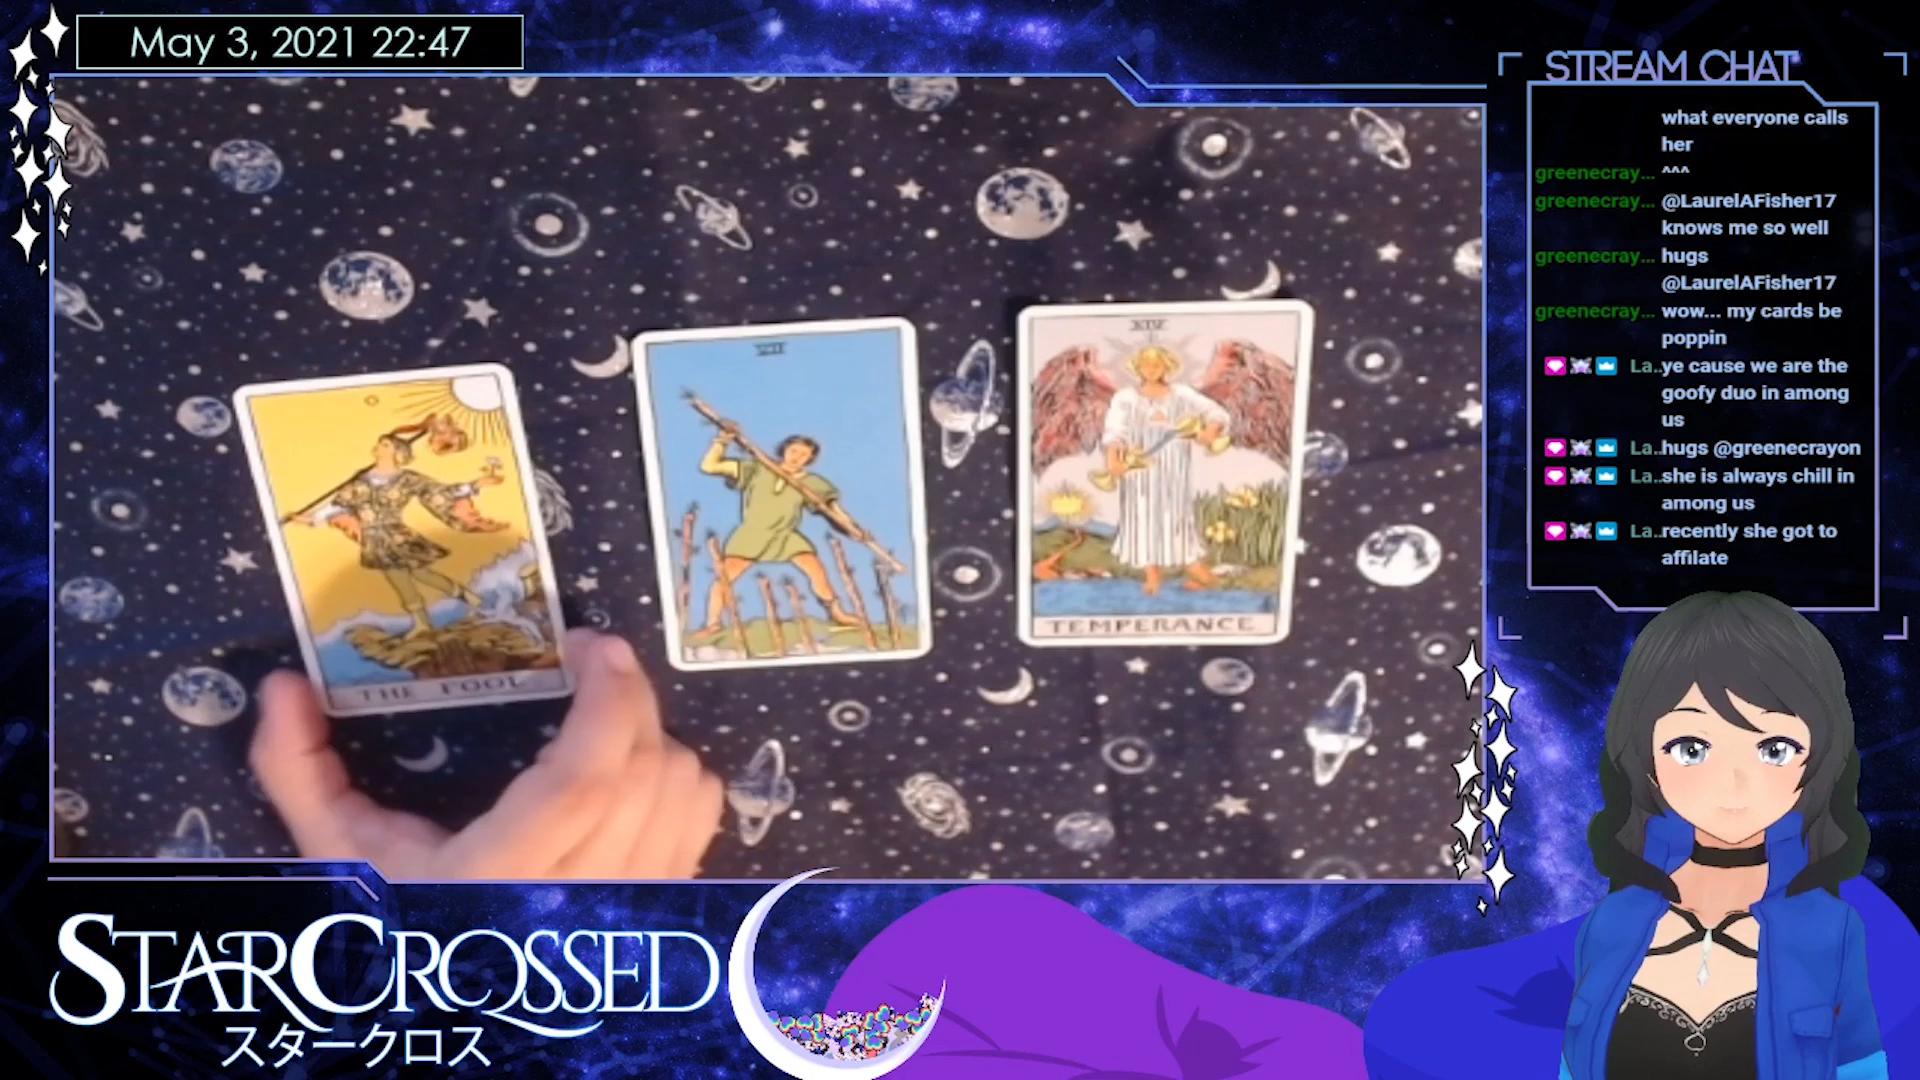 May 3, 2021 22:47
STREAM CHAT
what everyone calls
her
greenecray... ^^^
greenecray... @LaurelAFisher17
knows me so well
greenecray... hugs
@LaurelAFisher17
greenecray... wow... my cards be
poppin
La..ye cause we are the
goofy duo in among
us
La..hugs @greenecrayon
La..she is always chill in
among us
La..recently she got to
affilate
THE FOOL
VII
XIV
TEMPERANCE
STARCROSSED
スタークロス